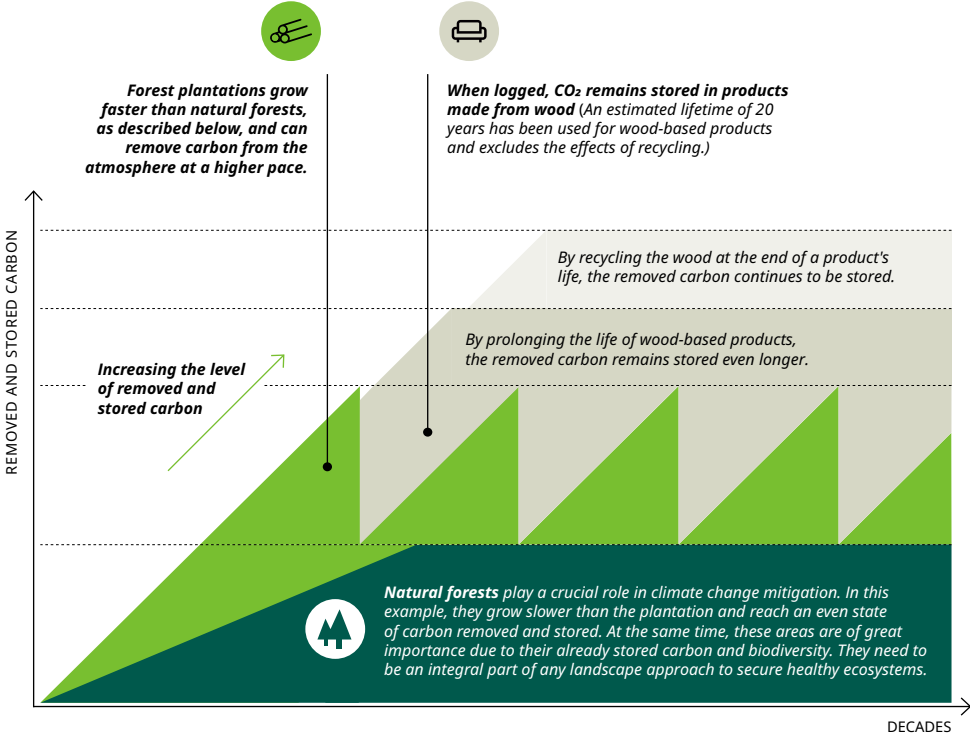 Forest plantations grow
faster than natural forests,
as described below, and can
remove carbon from the
atmosphere at a higher pace.
When logged, CO₂ remains stored in products
made from wood (An estimated lifetime of 20
years has been used for wood-based products
and excludes the effects of recycling.)
REMOVED AND STORED CARBON
By recycling the wood at the end of a product's
life, the removed carbon continues to be stored.
By prolonging the life of wood-based products,
the removed carbon remains stored even longer.
Increasing the level
of removed and
stored carbon
Natural forests play a crucial role in climate change mitigation. In this
example, they grow slower than the plantation and reach an even state
of carbon removed and stored. At the same time, these areas are of great
importance due to their already stored carbon and biodiversity. They need to
be an integral part of any landscape approach to secure healthy ecosystems.
DECADES